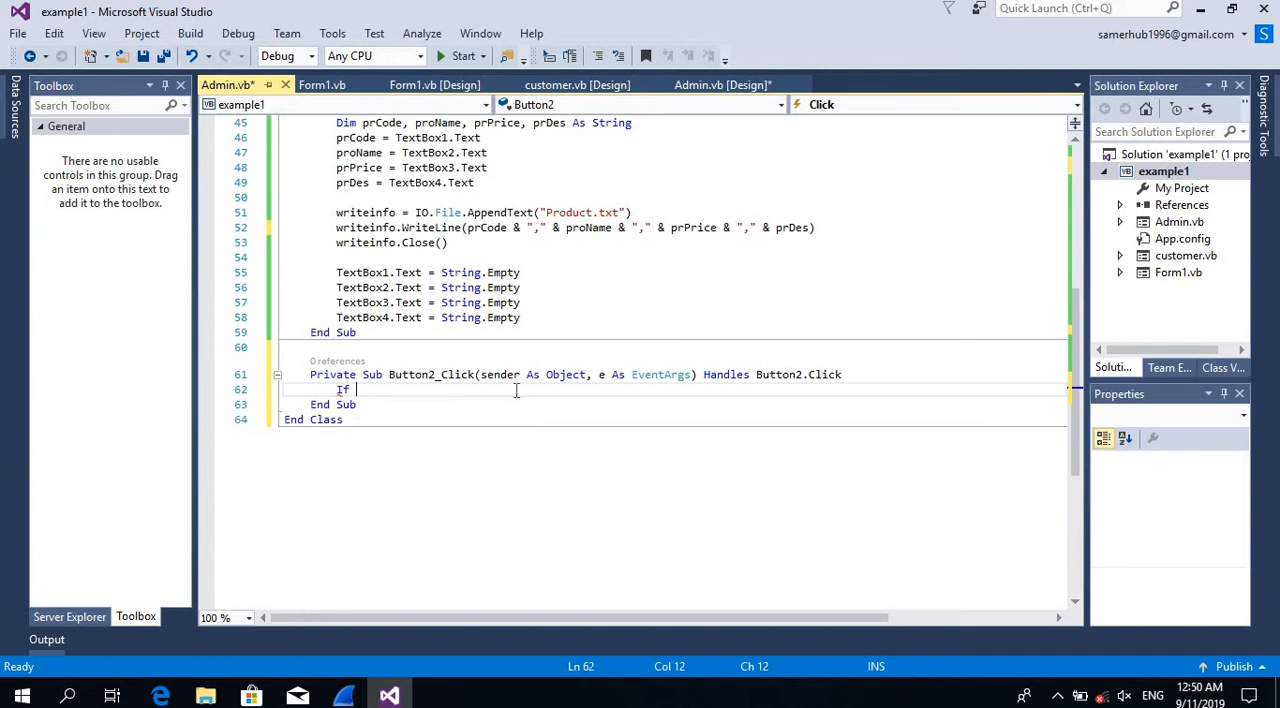 example1 - Microsoft Visual Studio
Quick Launch (Ctrl+Q)
File Edit View Project Build Debug Team Tools Test Analyze Window Help
samerhub1996@gmail.com
S
Debug Any CPU Start
Data Sources
Toolbox
Search Toolbox
General
There are no usable
controls in this group. Drag
an item onto this text to
add it to the toolbox.
Server Explorer Toolbox
Admin.vb* Form1.vb Form1.vb [Design] customer.vb [Design] Admin.vb [Design]*
example1 Button2 Click
45 Dim prCode, proName, prPrice, prDes As String
46 prCode = TextBox1.Text
47 proName = TextBox2.Text
48 prPrice = TextBox3.Text
49 prDes = TextBox4.Text
50
51 writeinfo = IO.File.AppendText("Product.txt")
52 writeinfo.WriteLine(prCode & "," & proName & "," & prPrice & "," & prDes)
53 writeinfo.Close()
55 TextBox1.Text = String.Empty
56 TextBox2.Text = String.Empty
57 TextBox3.Text = String.Empty
58 TextBox4.Text = String.Empty
59 End Sub
60
0 references
61 Private Sub Button2_Click(sender As Object, e As EventArgs) Handles Button2.Click
62 If
63 End Sub
64 End Class
100 %
Solution Explorer
Search Solution Explorer
Solution 'example1' (1 pro
example1
My Project
References
Admin.vb
App.config
customer.vb
Form1.vb
Soluti... Team E... Class V...
Properties
Diagnostic Tools
Output
Ready Ln 62 Col 12 Ch 12 INS Publish
ENG
12:50 AM
9/11/2019